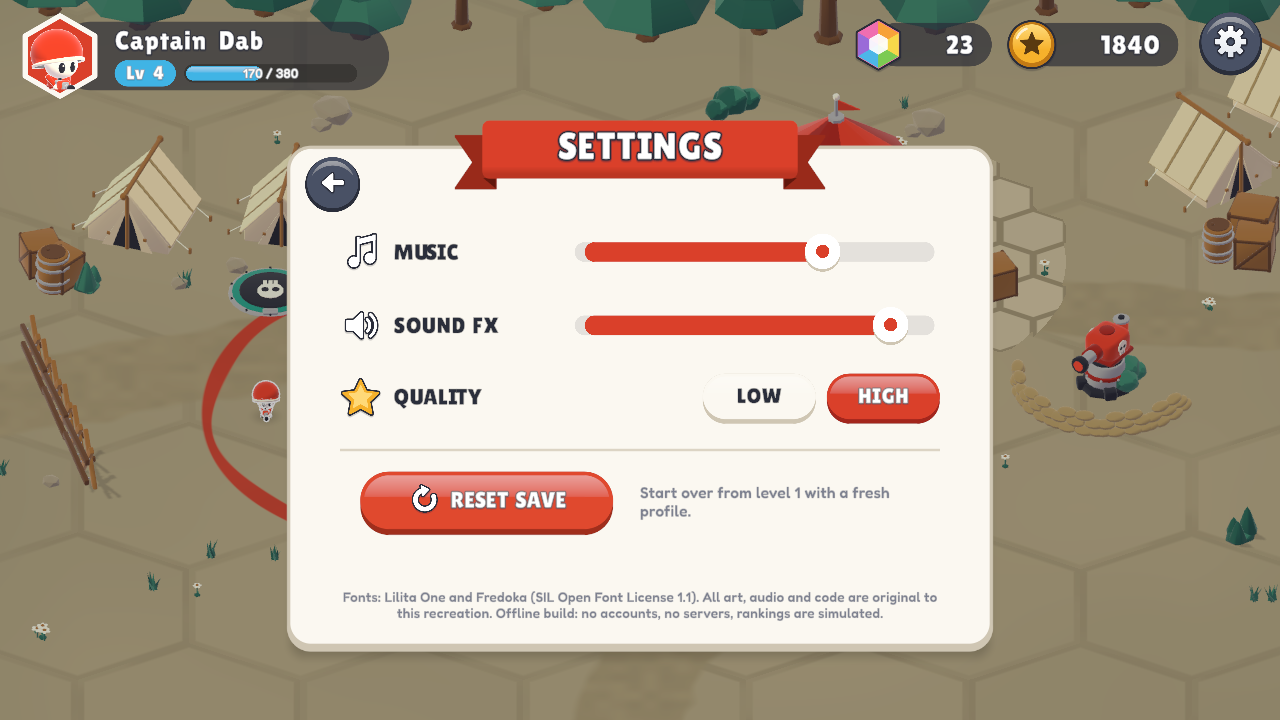 Captain Dab
Lv 4
170 / 380
23
1840
SETTINGS
MUSIC
SOUND FX
QUALITY
LOW
HIGH
RESET SAVE
Start over from level 1 with a fresh
profile.
Fonts: Lilita One and Fredoka (SIL Open Font License 1.1). All art, audio and code are original to
this recreation. Offline build: no accounts, no servers, rankings are simulated.